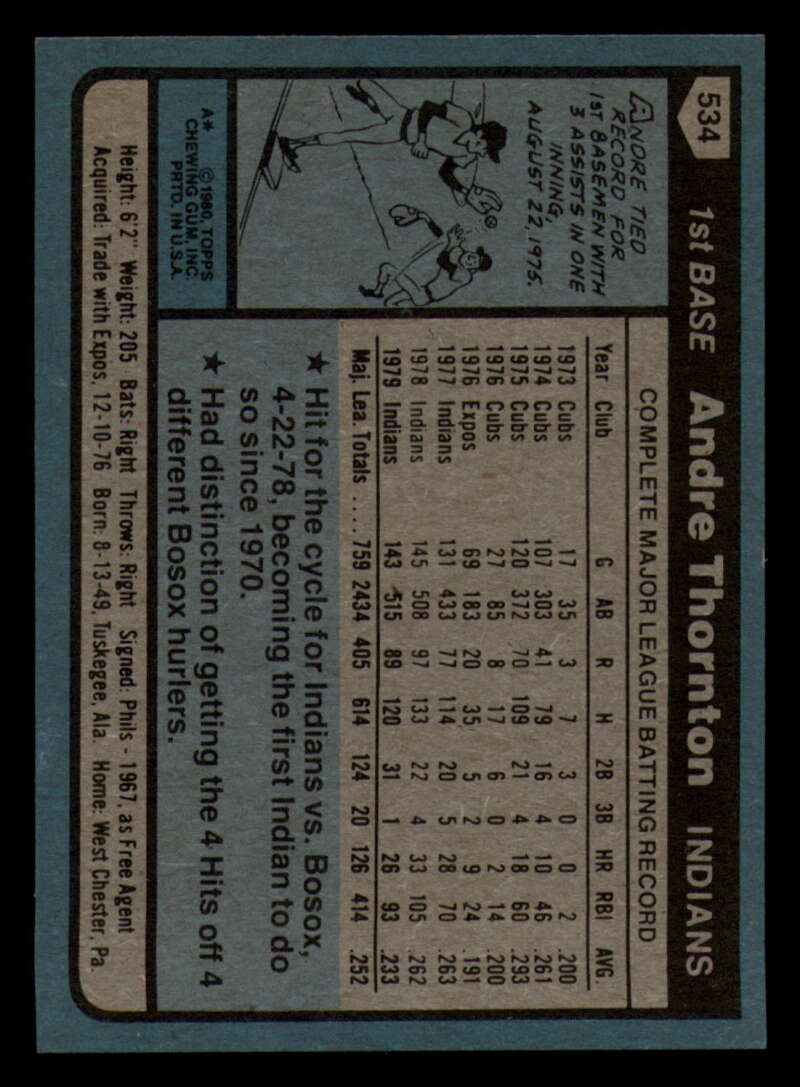 534 1st BASE Andre Thornton INDIANS
ANDRE TIED
RECORD FOR
1ST BASEMEN WITH
3 ASSISTS IN ONE
INNING,
AUGUST 22, 1975.
A* ©1980, TOPPS
CHEWING GUM, INC.
PRTD. IN U.S.A.
COMPLETE MAJOR LEAGUE BATTING RECORD
Year Club G AB R H 2B 3B HR RBI AVG.
1973 Cubs 17 35 3 7 3 0 0 2 .200
1974 Cubs 107 303 41 79 16 4 10 46 .261
1975 Cubs 120 372 70 109 21 4 18 60 .293
1976 Cubs 27 85 8 17 6 0 2 14 .200
1976 Expos 69 183 20 35 5 2 9 24 .191
1977 Indians 131 433 77 114 20 5 28 70 .263
1978 Indians 145 508 97 133 22 4 33 105 .262
1979 Indians 143 515 89 120 31 1 26 93 .233
Maj. Lea. Totals .... 759 2434 405 614 124 20 126 414 .252
★ Hit for the cycle for Indians vs. Bosox,
4-22-78, becoming the first Indian to do
so since 1970.
★ Had distinction of getting the 4 Hits off 4
different Bosox hurlers.
Height: 6'2" Weight: 205 Bats: Right Throws: Right Signed: Phils - 1967, as Free Agent
Acquired: Trade with Expos, 12-10-76 Born: 8-13-49, Tuskegee, Ala. Home: West Chester, Pa.